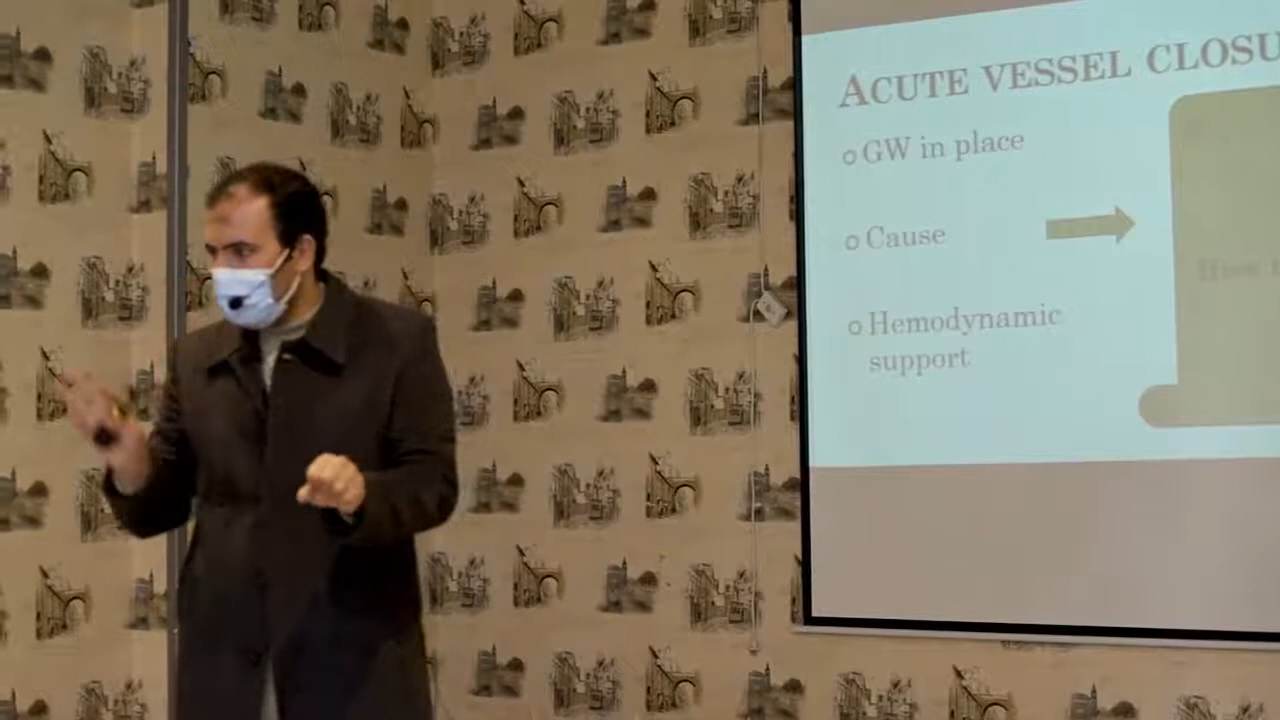 ACUTE VESSEL CLOSU
GW in place
Cause
Hemodynamic
support